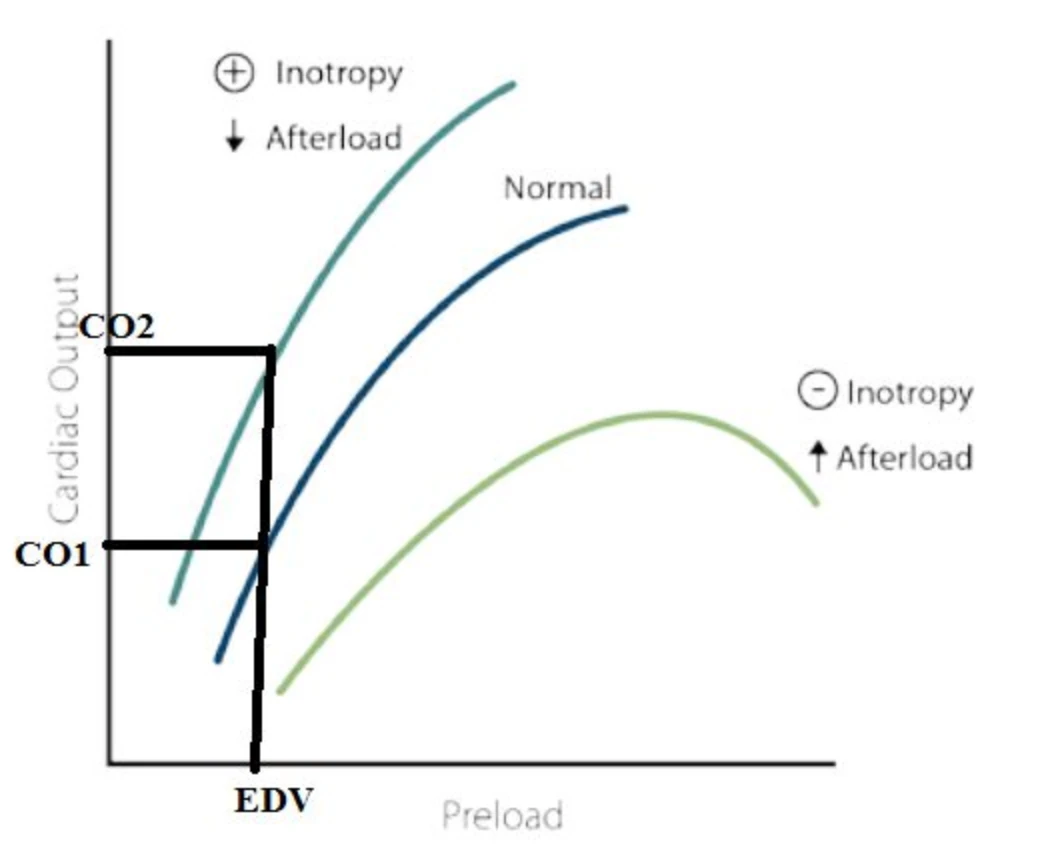 ⊕ Inotropy
↓ Afterload
Normal
Cardiac Output
CO2
⊖ Inotropy
↑ Afterload
CO1
EDV
Preload